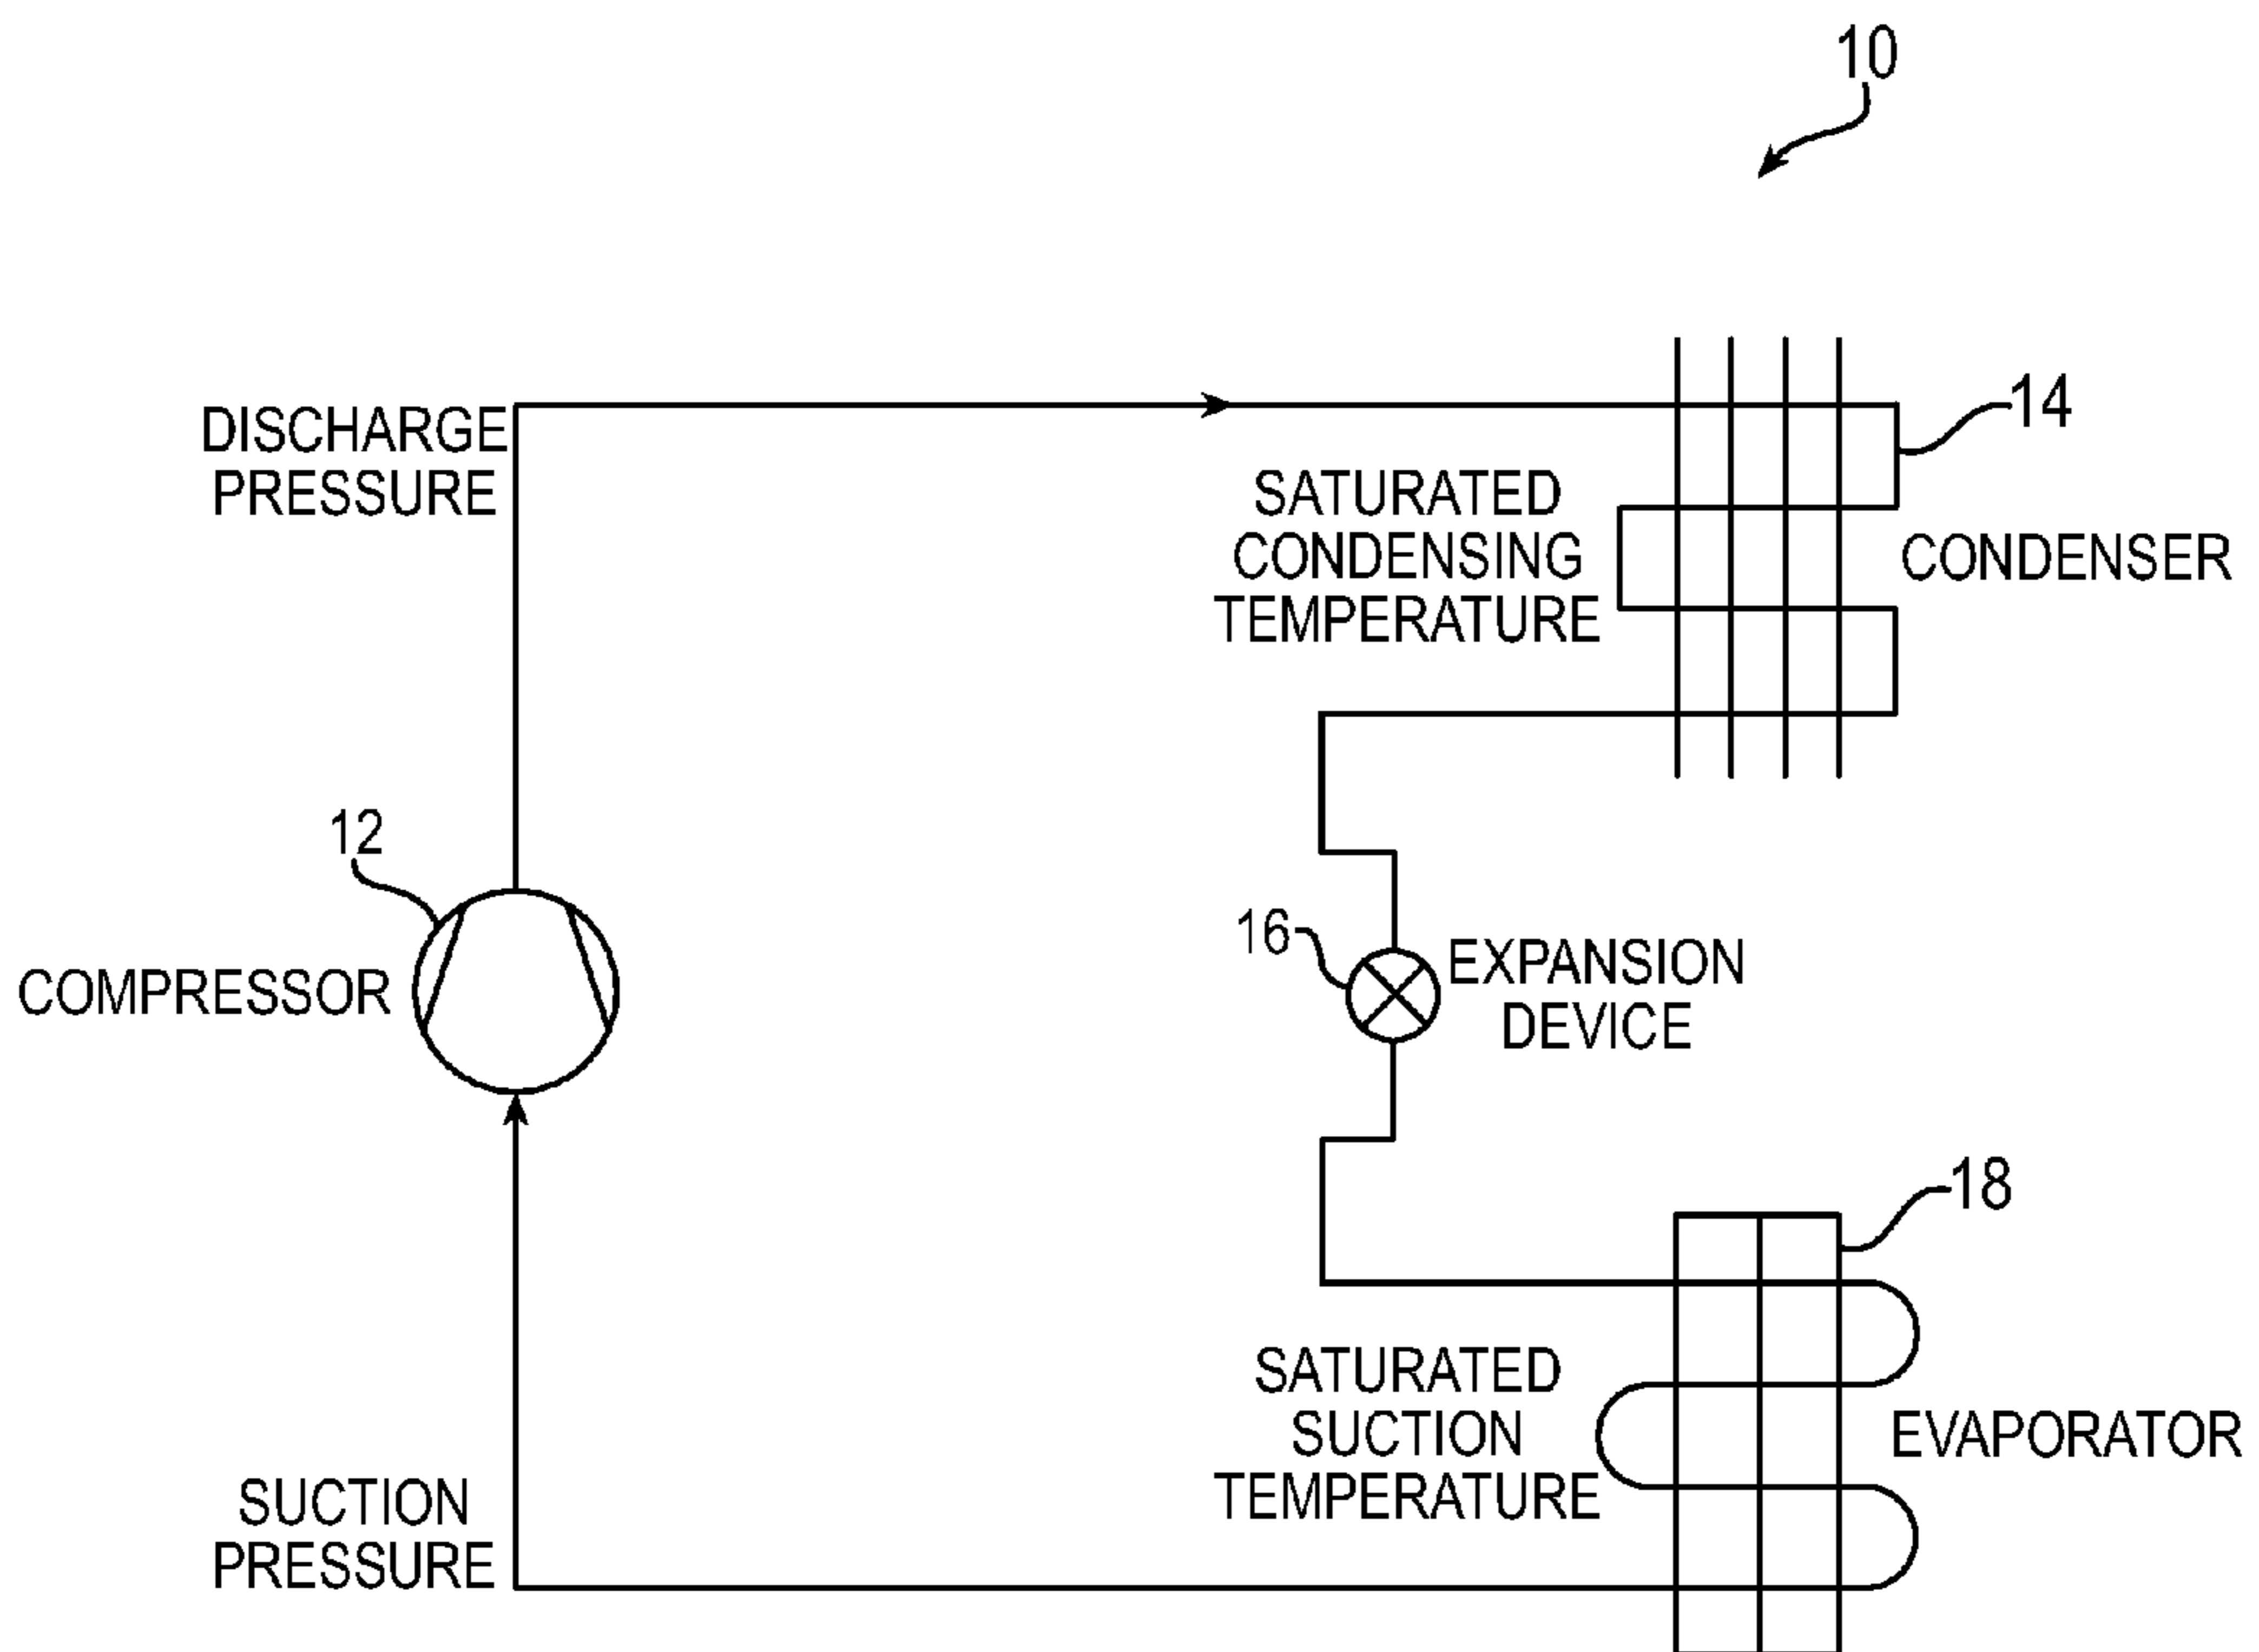 10
DISCHARGE
PRESSURE
14
SATURATED
CONDENSING
TEMPERATURE
CONDENSER
12
COMPRESSOR
16
EXPANSION
DEVICE
18
SATURATED
SUCTION
TEMPERATURE
EVAPORATOR
SUCTION
PRESSURE